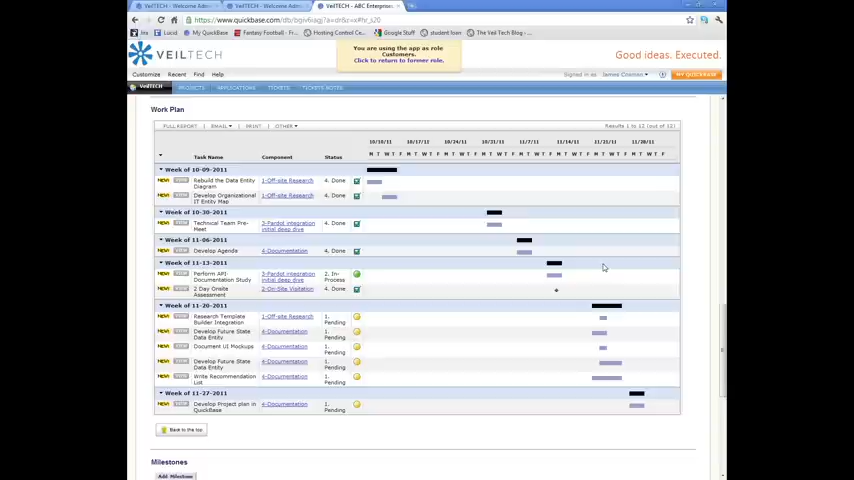 VeilTECH - Welcome Adm
VeilTECH - Welcome Adm
VeilTECH - ABC Enterprise
https://www.quickbase.com/db/bgiv6iagj?a=dr&r=x#hr_s20
Jira
Lucid
My QuickBase
Fantasy Football - Fr...
Hosting Control Ce...
Google Stuff
student loan
The Veil Tech Blog - ...
You are using the app as role
Customers.
Click to return to former role.
VEILTECH
Good ideas. Executed.
Customize
Recent
Find
Help
Signed in as
MY QUICKBASE
VeilTECH
PROJECTS
APPLICATIONS
TICKETS
TICKETS NOTES
Work Plan
FULL REPORT
EMAIL
PRINT
OTHER
Results 1 to 12 (out of 12)
10/10/11 10/17/11 10/24/11 10/31/11 11/7/11 11/14/11 11/21/11 11/28/11
M T W T F M T W T F M T W T F M T W T F M T W T F M T W T F M T W T F M T W T F
Task Name
Component
Status
Week of 10-09-2011
NEW VIEW Rebuild the Data Entity
Diagram
1-Off-site Research
4. Done
NEW VIEW Develop Organizational
IT Entity Map
1-Off-site Research
4. Done
Week of 10-30-2011
NEW VIEW Technical Team Pre-
Meet
3-Pardot integration
initial deep dive
4. Done
Week of 11-06-2011
NEW VIEW Develop Agenda
4-Documentation
4. Done
Week of 11-13-2011
NEW VIEW Perform API
Documentation Study
3-Pardot integration
initial deep dive
2. In-
Process
NEW VIEW 2 Day Onsite
Assessment
2-On-Site Visitation
4. Done
Week of 11-20-2011
NEW VIEW Research Template
Builder Integration
1-Off-site Research
1.
Pending
NEW VIEW Develop Future State
Data Entity
4-Documentation
1.
Pending
NEW VIEW Document UI Mockups
4-Documentation
1.
Pending
NEW VIEW Develop Future State
Data Entity
4-Documentation
1.
Pending
NEW VIEW Write Recommendation
List
4-Documentation
1.
Pending
Week of 11-27-2011
NEW VIEW Develop Project plan in
QuickBase
4-Documentation
1.
Pending
Back to the top
Milestones
Add Milestone